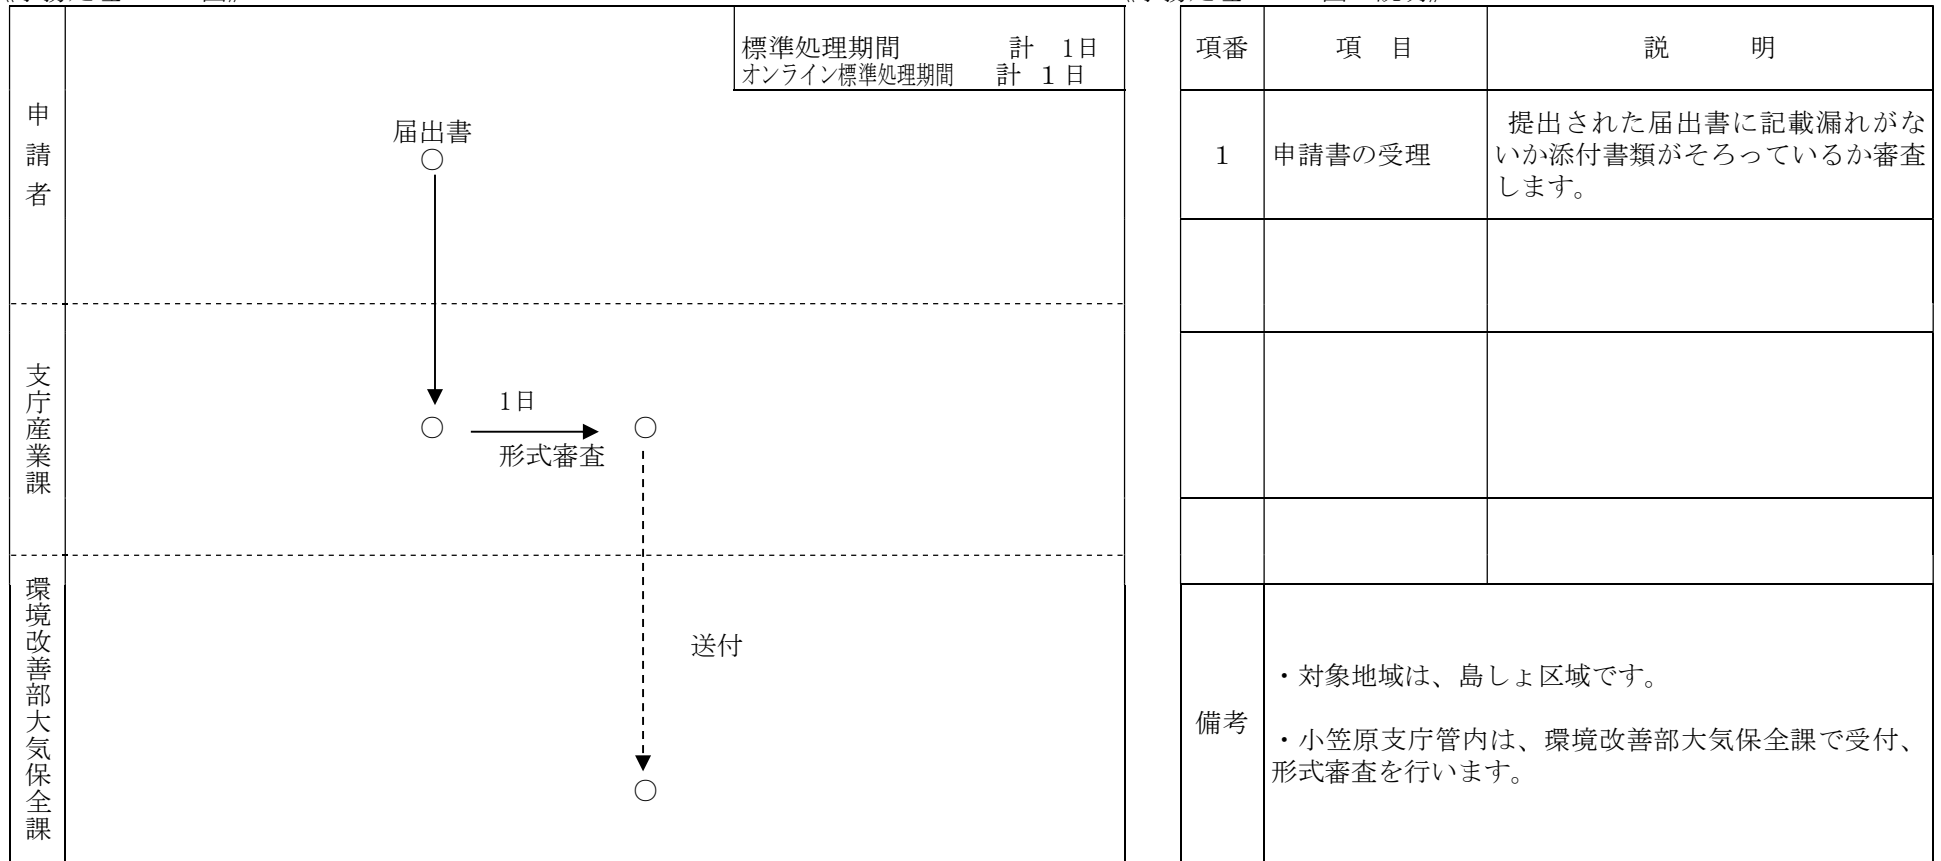 標準処理期間 計 1日
オンライン標準処理期間 計 1日
申請者
届出書
支庁産業課
1日
形式審査
環境改善部大気保全課
送付
項番 項 目 説 明
1 申請書の受理 提出された届出書に記載漏れがな
いか添付書類がそろっているか審査
します。
備考
・対象地域は、島しょ区域です。
・小笠原支庁管内は、環境改善部大気保全課で受付、
形式審査を行います。